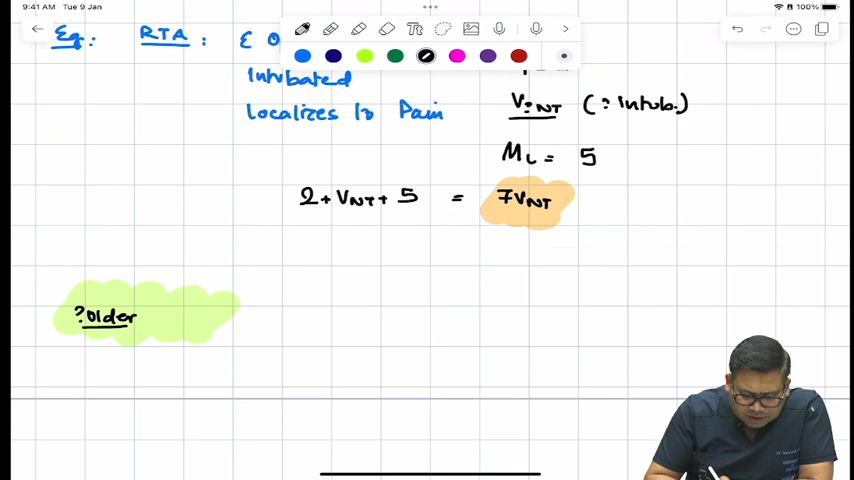 9:41 AM Tue 9 Jan
100%
Eg: RTA:
Intubated
Localizes to Pain
V:NT (? Intub.)
ML = 5
2 + VNT + 5 = 7VNT
?older